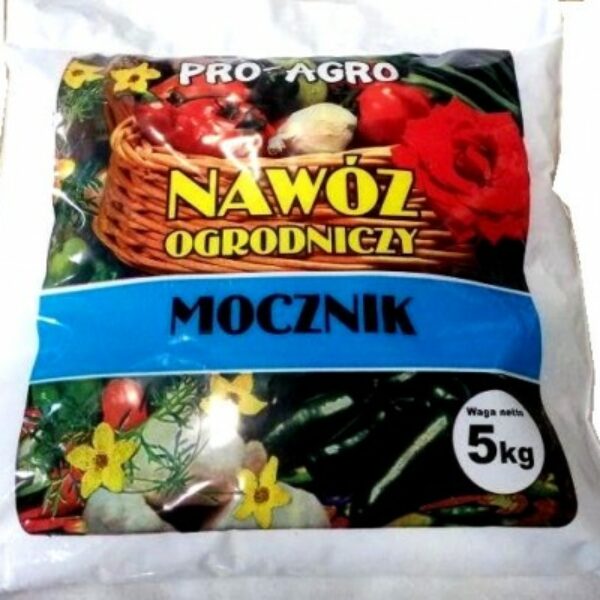 PRO-AGRO
NAWÓZ
OGRODNICZY
MOCZNIK
Waga netto
5kg